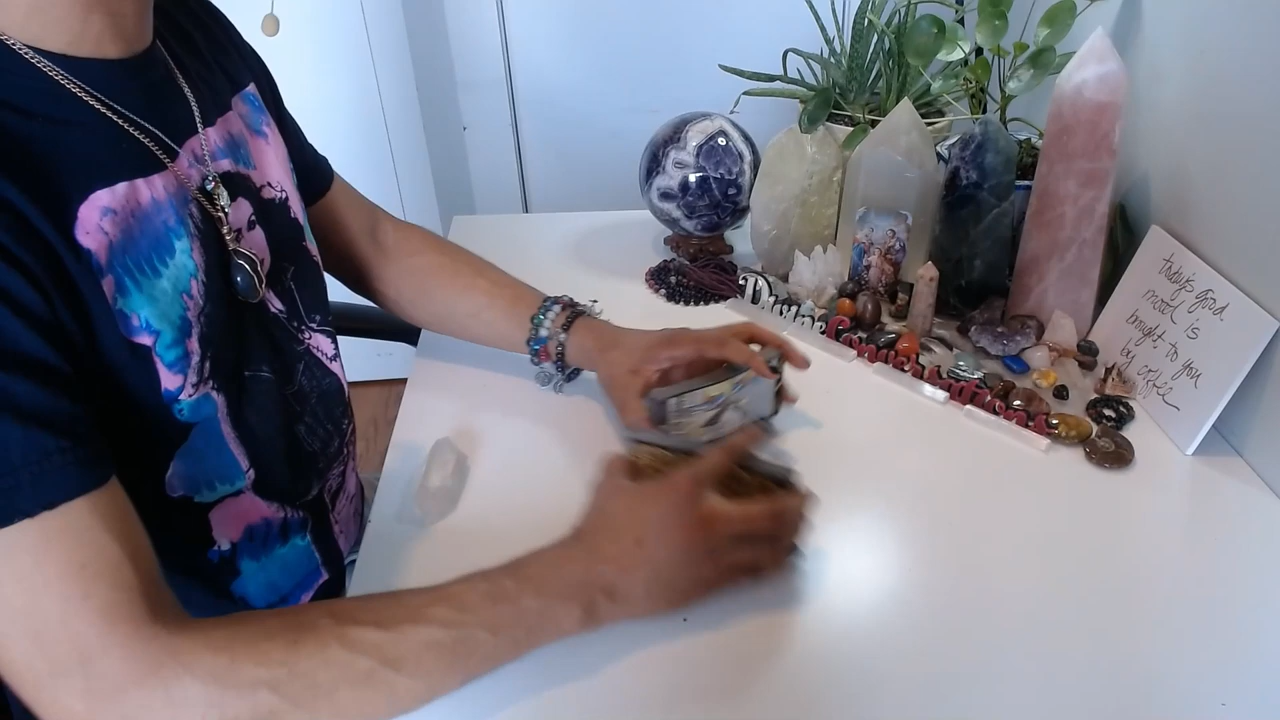 Divine Conversations
today's good
mood is
brought to you
by coffee